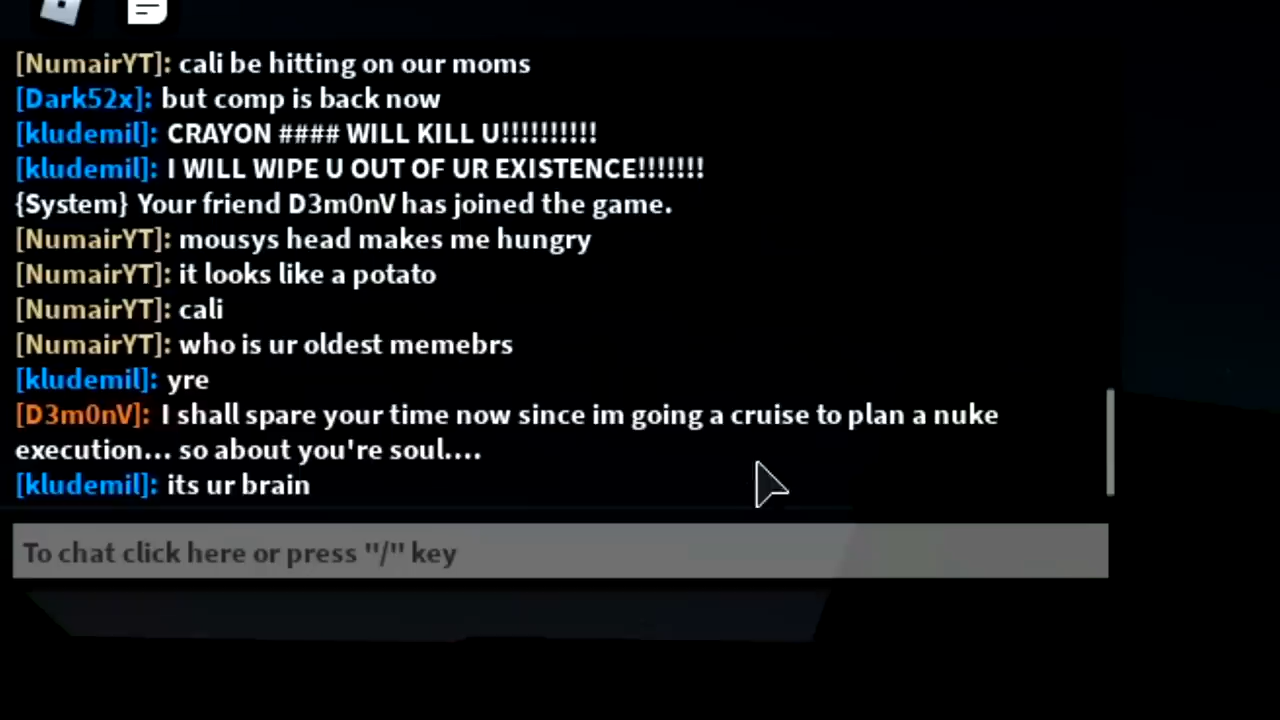 [NumairYT]: cali be hitting on our moms
[Dark52x]: but comp is back now
[kludemil]: CRAYON #### WILL KILL U!!!!!!!!!!
[kludemil]: I WILL WIPE U OUT OF UR EXISTENCE!!!!!!!
{System} Your friend D3m0nV has joined the game.
[NumairYT]: mousys head makes me hungry
[NumairYT]: it looks like a potato
[NumairYT]: cali
[NumairYT]: who is ur oldest memebrs
[kludemil]: yre
[D3m0nV]: I shall spare your time now since im going a cruise to plan a nuke
execution... so about you're soul....
[kludemil]: its ur brain
To chat click here or press "/" key